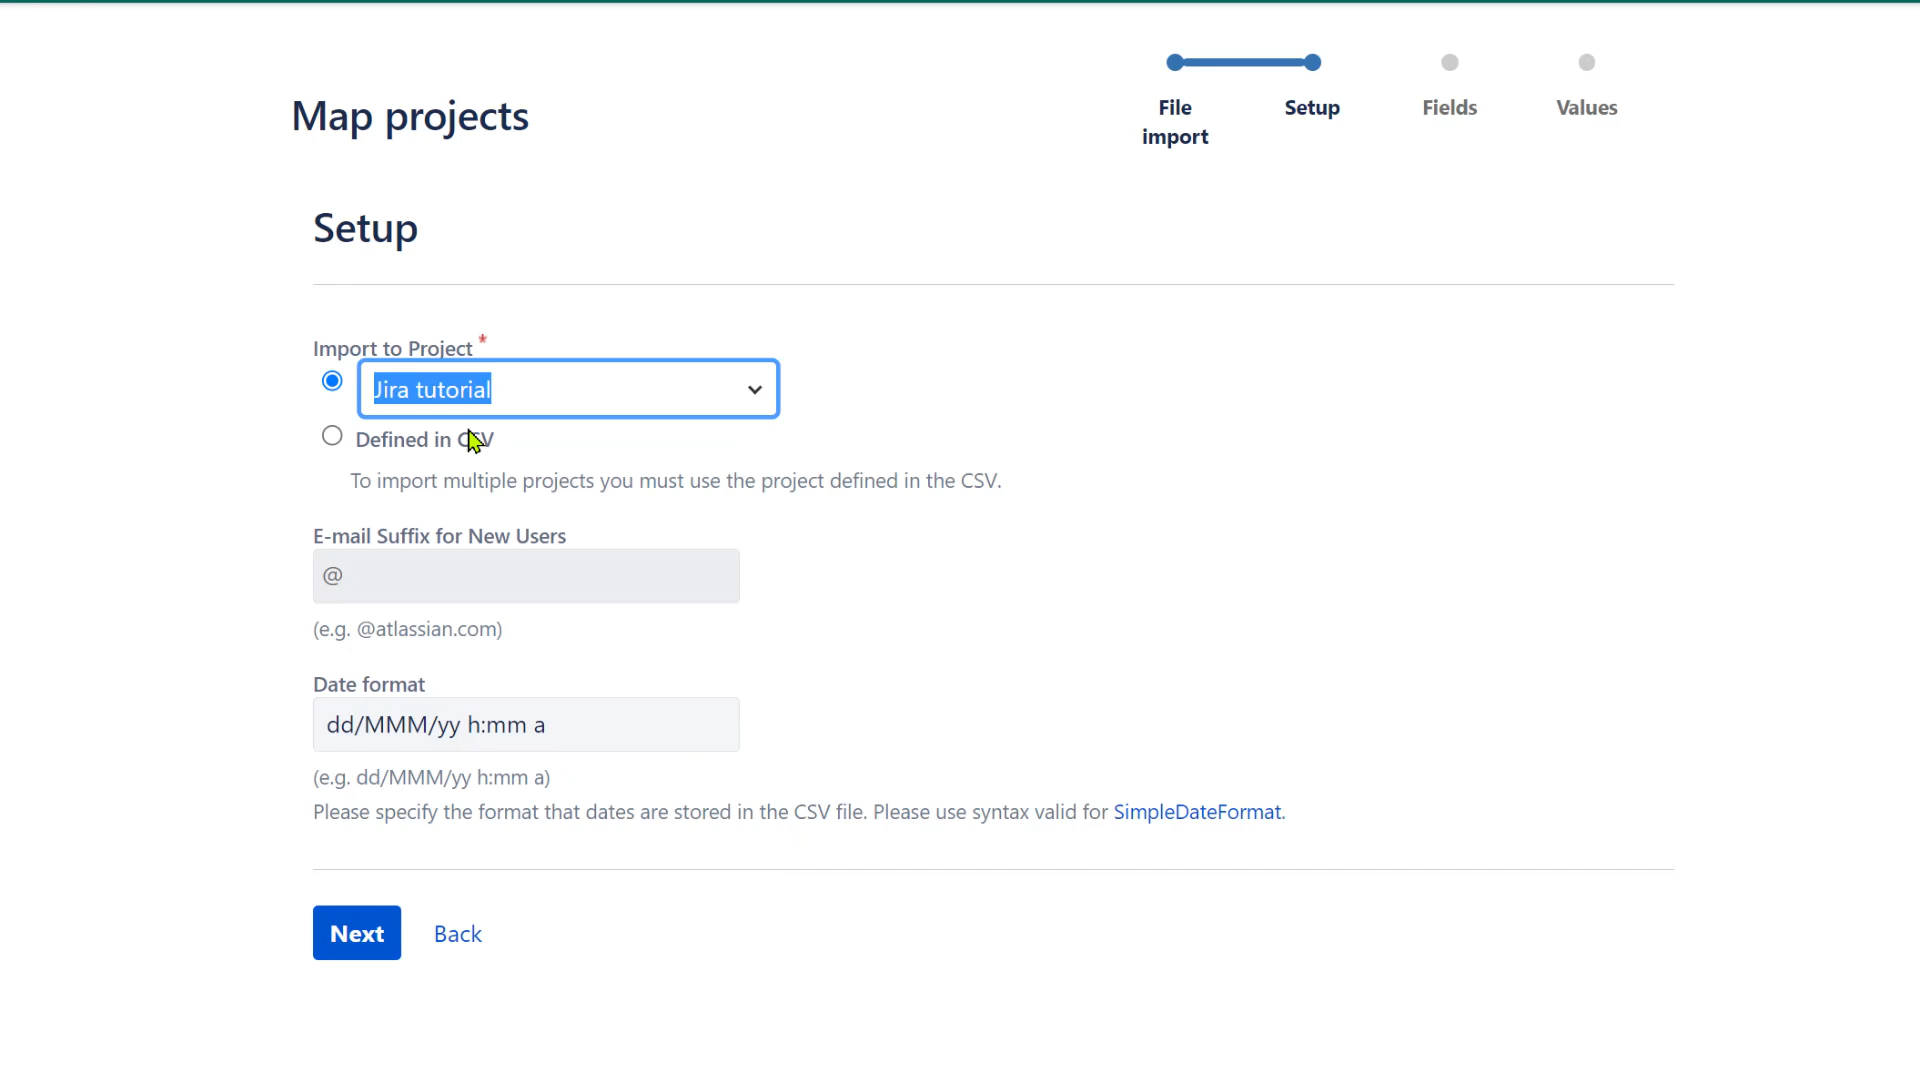 Map projects
File import
Setup
Fields
Values
Setup
Import to Project *
Jira tutorial
Defined in CSV
To import multiple projects you must use the project defined in the CSV.
E-mail Suffix for New Users
@
(e.g. @atlassian.com)
Date format
dd/MMM/yy h:mm a
(e.g. dd/MMM/yy h:mm a)
Please specify the format that dates are stored in the CSV file. Please use syntax valid for SimpleDateFormat.
Next
Back